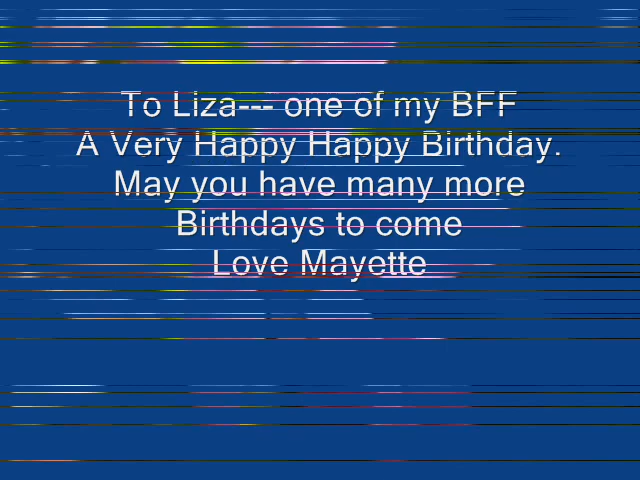 To Liza--- one of my BFF
A Very Happy Happy Birthday.
May you have many more
Birthdays to come
Love Mayette